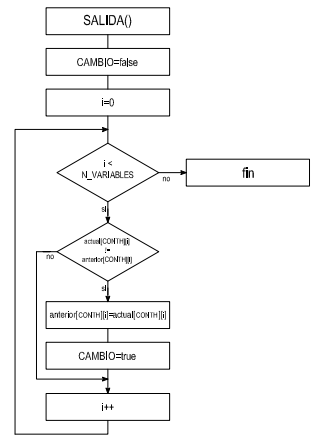 SALIDA()
CAMBIO=false
i=0
i <
N_VARIABLES
no
fin
si
actual[CONTH][i]
!=
anterior[CONTH][i]
no
si
anterior[CONTH][i]=actual[CONTH][i]
CAMBIO=true
i++